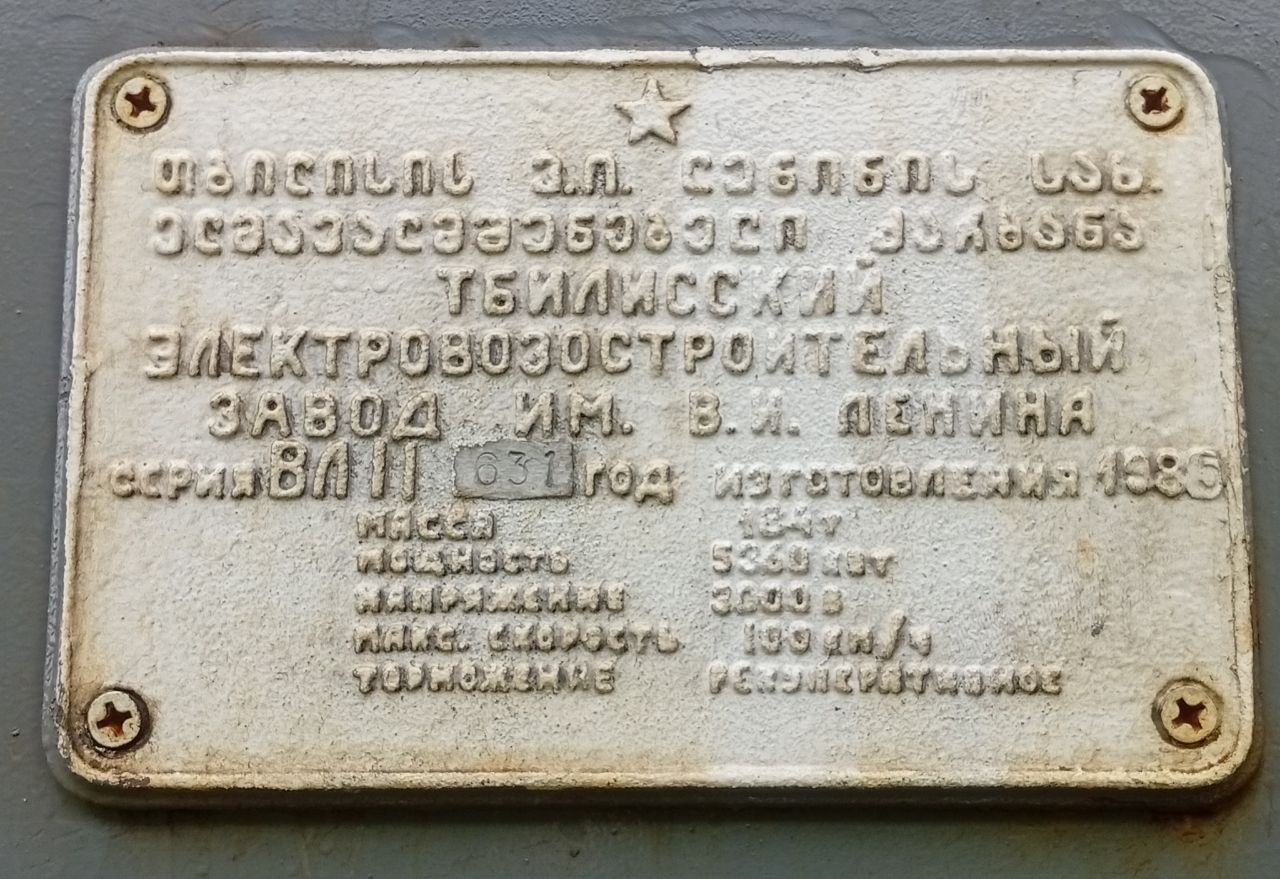 თბილისის ვ.ი. ლენინის სახ.
ელმავალმშენებელი ქარხანა
ТБИЛИССКИЙ
ЭЛЕКТРОВОЗОСТРОИТЕЛЬНЫЙ
ЗАВОД ИМ. В.И. ЛЕНИНА
СЕРИЯ ВЛ11 631 ГОД ИЗГОТОВЛЕНИЯ 1986
МАССА 184 Т
МОЩНОСТЬ 5360 КВТ
НАПРЯЖЕНИЕ 3000 В
МАКС. СКОРОСТЬ 100 КМ/Ч
ТОРМОЖЕНИЕ РЕКУПЕРАТИВНОЕ